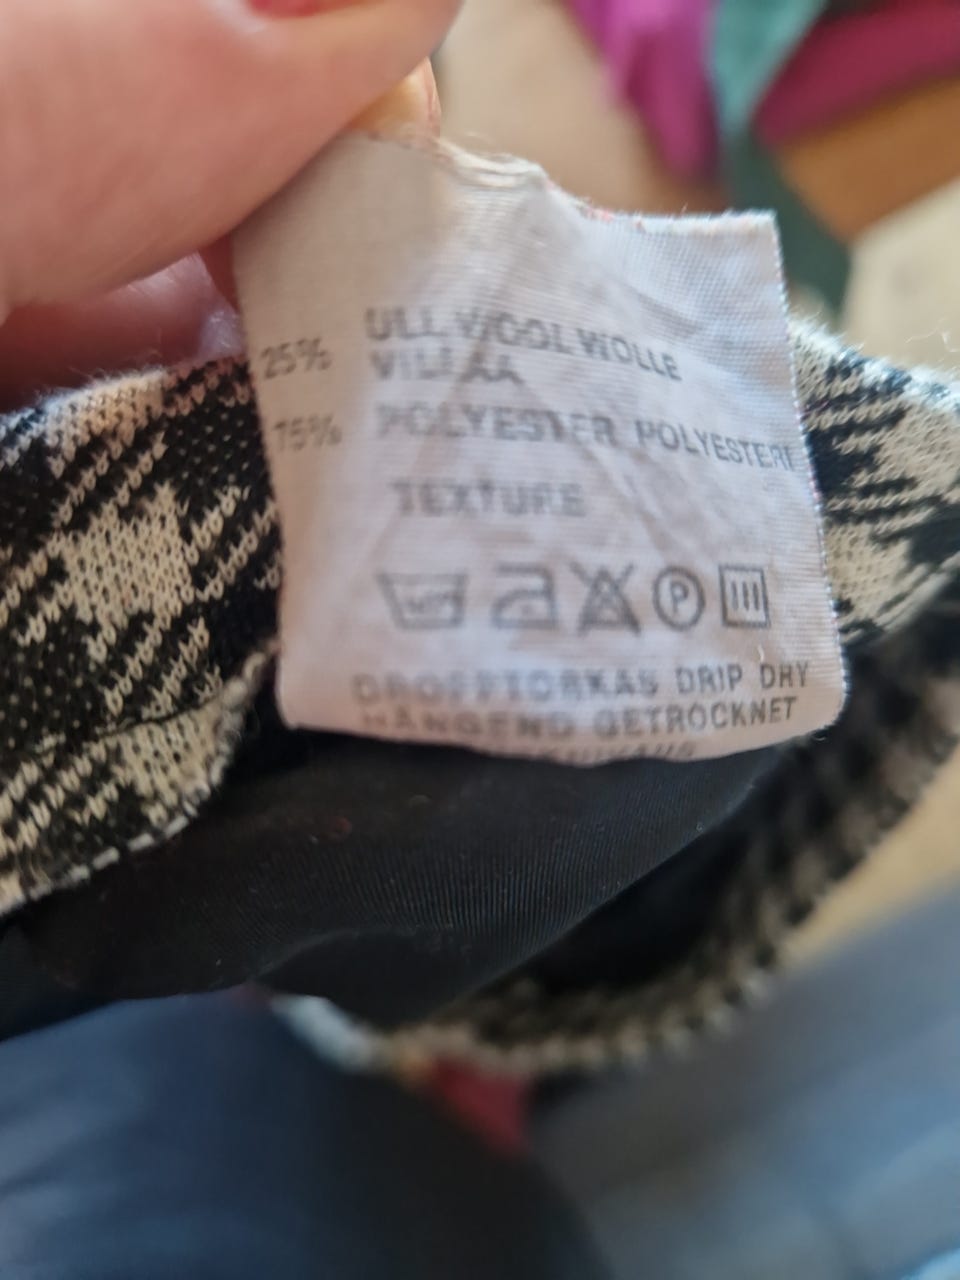 25% ULL WOOL WOLLE
VILLAA
75% POLYESTER POLYESTERI
TEXTURE
P
DROPPTORKAS DRIP DRY
HÄNGEND GETROCKNET